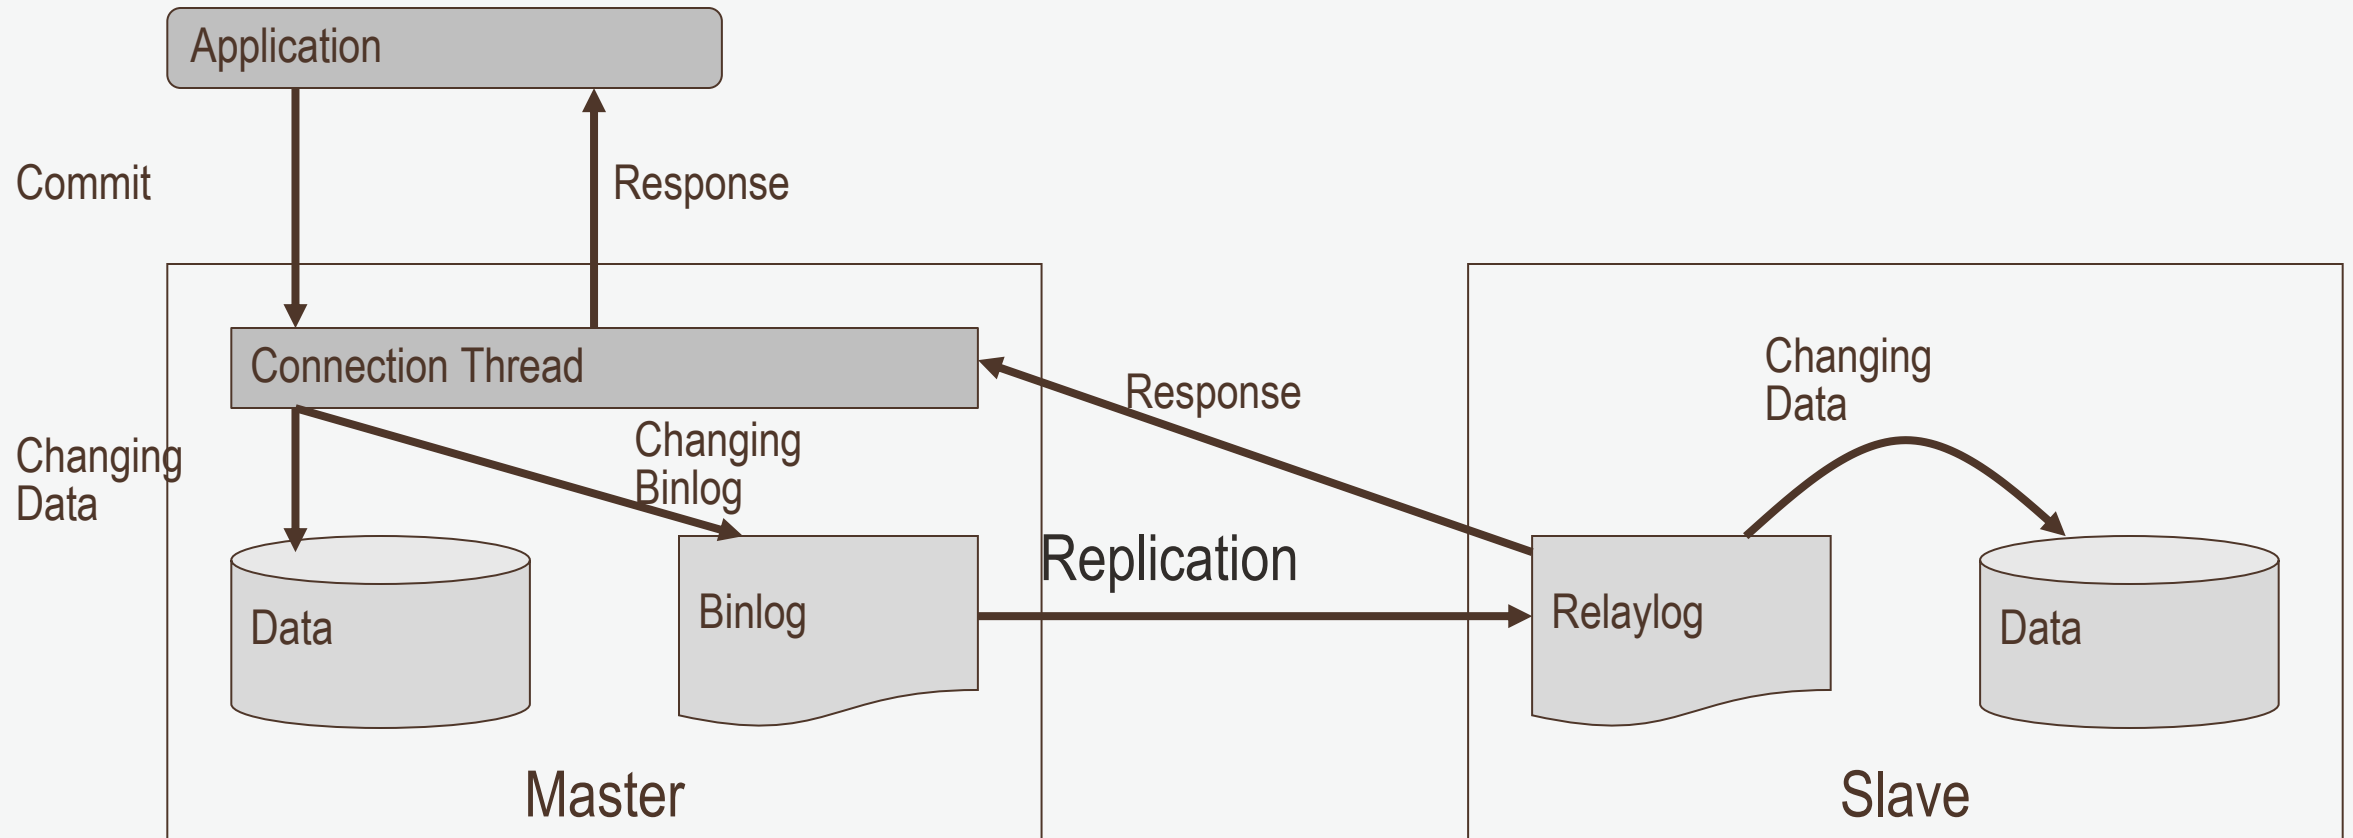 Application
Commit
Response
Connection Thread
Response
Changing
Data
Changing
Data
Changing
Binlog
Replication
Data
Binlog
Relaylog
Data
Master
Slave